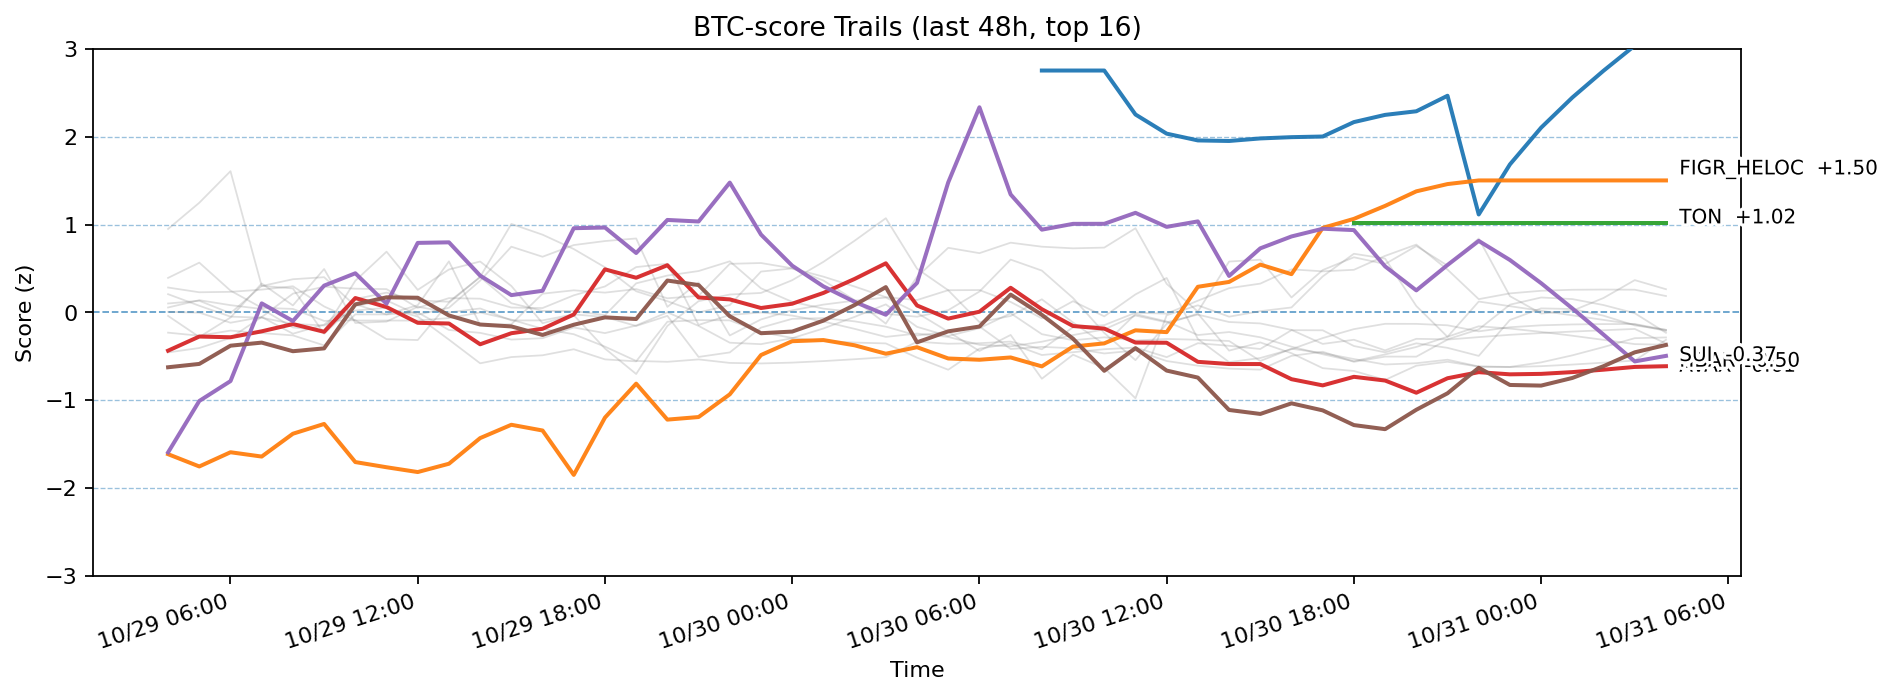 BTC-score Trails (last 48h, top 16)
Score (z)
3
2
1
0
−1
−2
−3
FIGR_HELOC +1.50
TON +1.02
SUI -0.37
10/29 06:00
10/29 12:00
10/29 18:00
10/30 00:00
10/30 06:00
10/30 12:00
10/30 18:00
10/31 00:00
10/31 06:00
Time